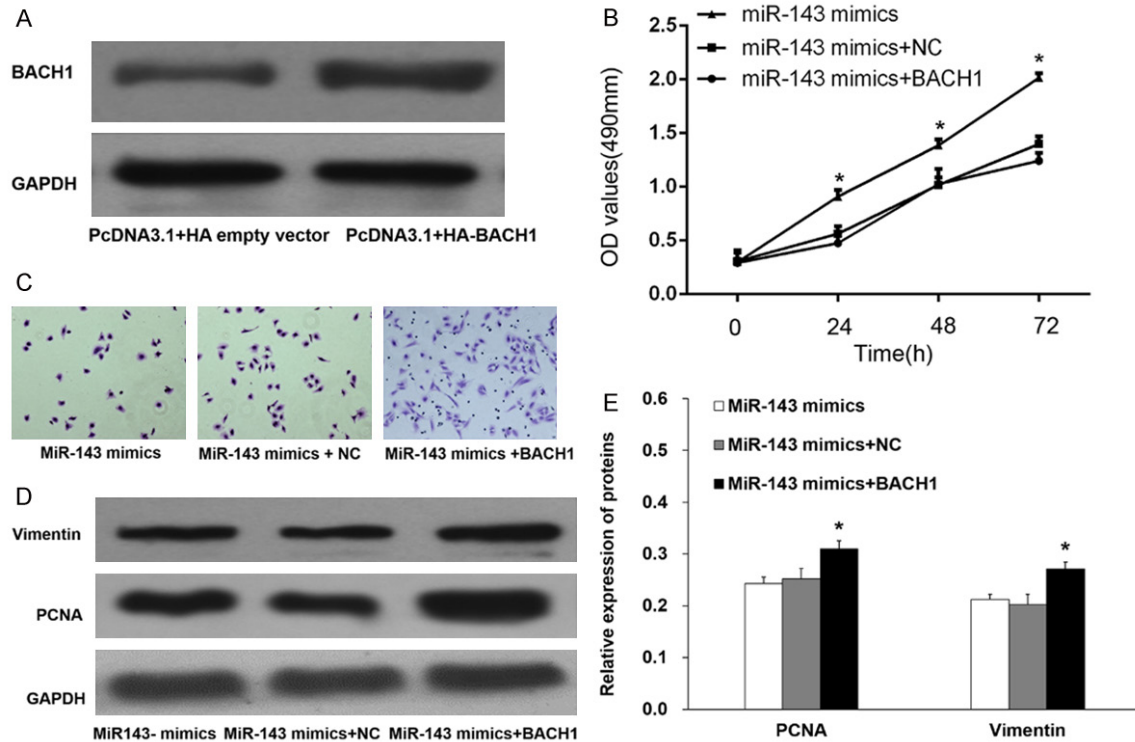 A
BACH1
GAPDH
PcDNA3.1+HA empty vector PcDNA3.1+HA-BACH1
B
miR-143 mimics
miR-143 mimics+NC
miR-143 mimics+BACH1
OD values(490mm)
2.5
2.0
1.5
1.0
0.5
0.0
*
*
*
0 24 48 72
Time(h)
C
MiR-143 mimics MiR-143 mimics + NC MiR-143 mimics +BACH1
D
Vimentin
PCNA
GAPDH
MiR143- mimics MiR-143 mimics+NC MiR-143 mimics+BACH1
E
MiR-143 mimics
MiR-143 mimics+NC
MiR-143 mimics+BACH1
Relative expression of proteins
0.6
0.5
0.4
0.3
0.2
0.1
0.0
*
*
PCNA Vimentin